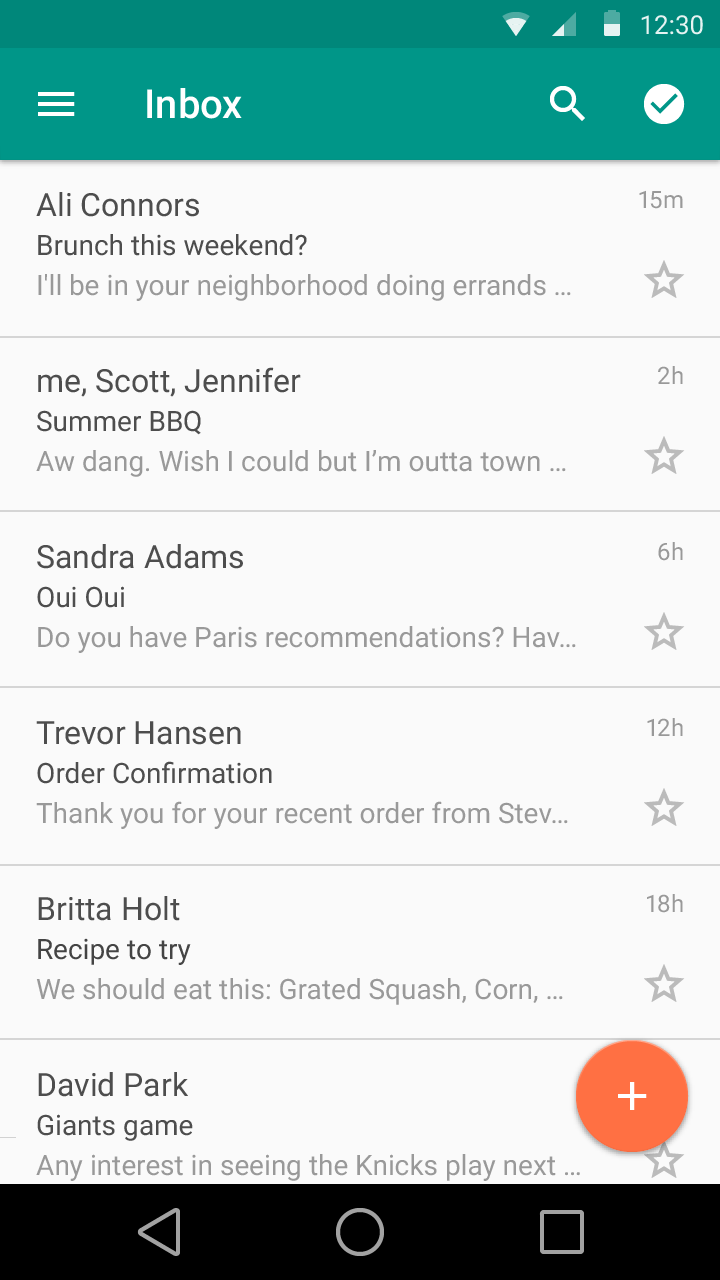 12:30
Inbox
Ali Connors
15m
Brunch this weekend?
I'll be in your neighborhood doing errands ...
me, Scott, Jennifer
2h
Summer BBQ
Aw dang. Wish I could but I’m outta town ...
Sandra Adams
6h
Oui Oui
Do you have Paris recommendations? Hav...
Trevor Hansen
12h
Order Confirmation
Thank you for your recent order from Stev...
Britta Holt
18h
Recipe to try
We should eat this: Grated Squash, Corn, ...
David Park
Giants game
Any interest in seeing the Knicks play next ...